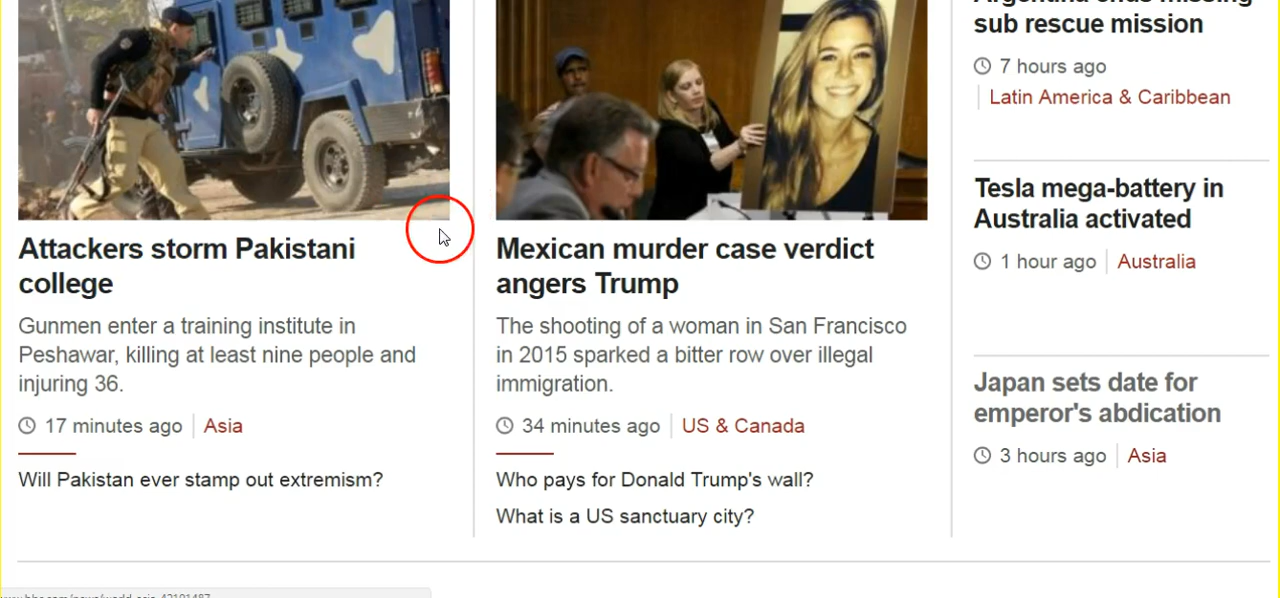 Attackers storm Pakistani
college
Gunmen enter a training institute in
Peshawar, killing at least nine people and
injuring 36.
17 minutes ago
Asia
Will Pakistan ever stamp out extremism?
Mexican murder case verdict
angers Trump
The shooting of a woman in San Francisco
in 2015 sparked a bitter row over illegal
immigration.
34 minutes ago
US & Canada
Who pays for Donald Trump's wall?
What is a US sanctuary city?
Argentina ends missing
sub rescue mission
7 hours ago
Latin America & Caribbean
Tesla mega-battery in
Australia activated
1 hour ago
Australia
Japan sets date for
emperor's abdication
3 hours ago
Asia